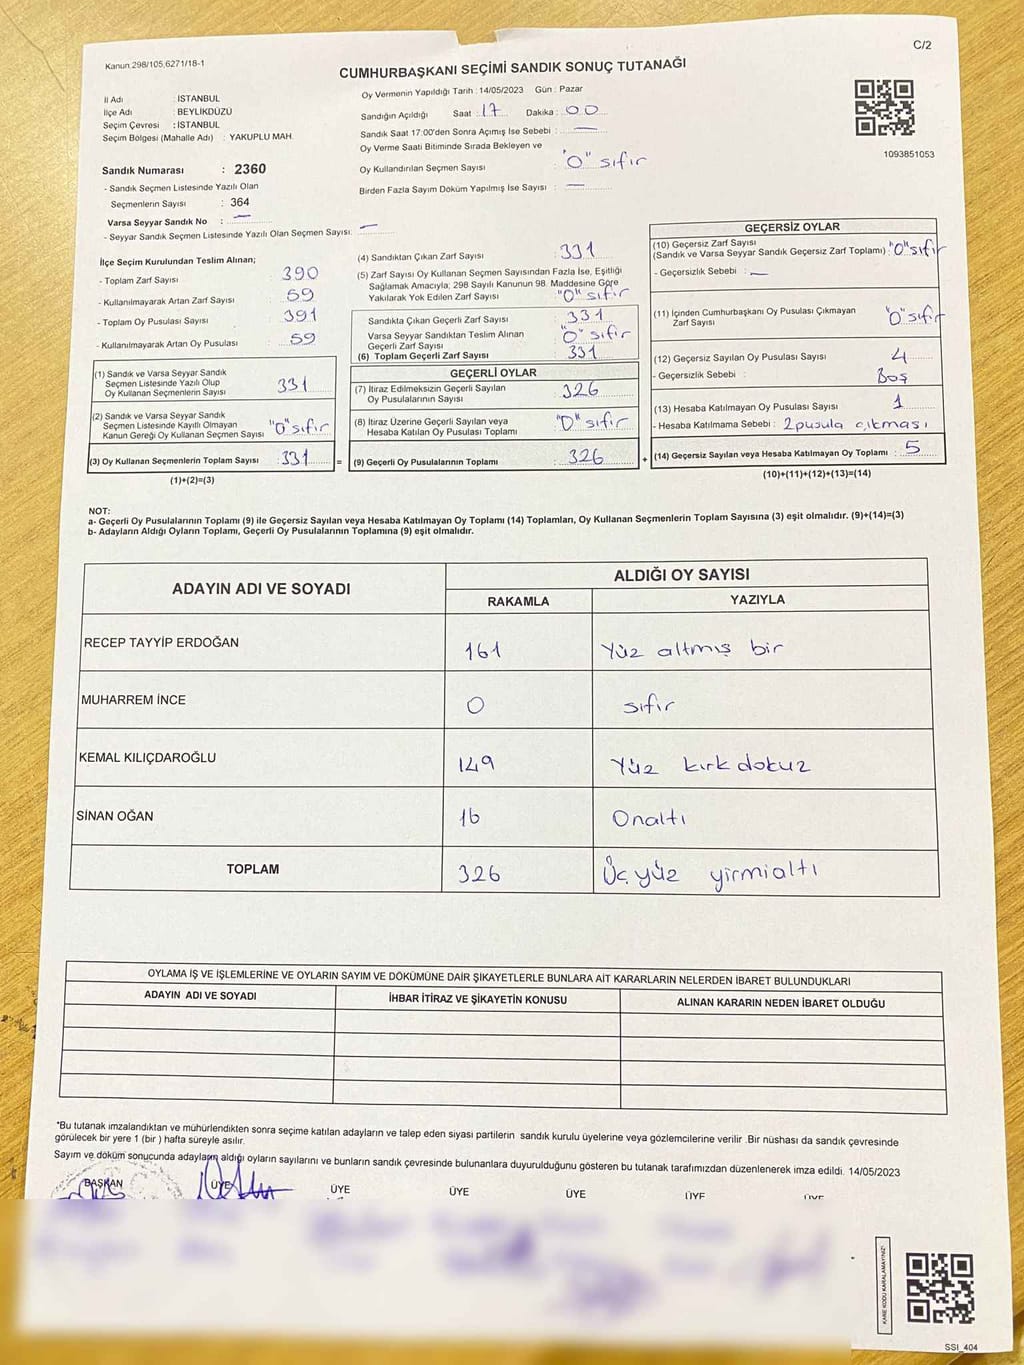 C/2
Kanun 298/105,6271/18-1
CUMHURBAŞKANI SEÇİMİ SANDIK SONUÇ TUTANAĞI
İl Adı : İSTANBUL
İlçe Adı : BEYLİKDÜZÜ
Seçim Çevresi : İSTANBUL
Seçim Bölgesi (Mahalle Adı) : YAKUPLU MAH.
Sandık Numarası : 2360
- Sandık Seçmen Listesinde Yazılı Olan
Seçmenlerin Sayısı : 364
Varsa Seyyar Sandık No : —
- Seyyar Sandık Seçmen Listesinde Yazılı Olan Seçmen Sayısı: —
Oy Vermenin Yapıldığı Tarih : 14/05/2023 Gün : Pazar
Sandığın Açıldığı Saat : 17 Dakika : 00
Sandık Saat 17:00'den Sonra Açımış İse Sebebi : —
Oy Verme Saati Bitiminde Sırada Bekleyen ve
Oy Kullandırılan Seçmen Sayısı : "0" sıfır
Birden Fazla Sayım Döküm Yapılmış İse Sayısı : —
1093851053
İlçe Seçim Kurulundan Teslim Alınan;
- Toplam Zarf Sayısı : 390
- Kullanılmayarak Artan Zarf Sayısı : 59
- Toplam Oy Pusulası Sayısı : 391
- Kullanılmayarak Artan Oy Pusulası : 59
(1) Sandık ve Varsa Seyyar Sandık
Seçmen Listesinde Yazılı Olup
Oy Kullanan Seçmenlerin Sayısı : 331
(2) Sandık ve Varsa Seyyar Sandık
Seçmen Listesinde Kayıtlı Olmayan
Kanun Gereği Oy Kullanan Seçmen Sayısı : "0" sıfır
(3) Oy Kullanan Seçmenlerin Toplam Sayısı : 331
(1)+(2)=(3)
(4) Sandıktan Çıkan Zarf Sayısı : 331
(5) Zarf Sayısı Oy Kullanan Seçmen Sayısından Fazla İse, Eşitliği
Sağlamak Amacıyla; 298 Sayılı Kanunun 98. Maddesine Göre
Yakılarak Yok Edilen Zarf Sayısı : "0" sıfır
Sandıkta Çıkan Geçerli Zarf Sayısı : 331
Varsa Seyyar Sandıktan Teslim Alınan
Geçerli Zarf Sayısı : "0" sıfır
(6) Toplam Geçerli Zarf Sayısı : 331
GEÇERLİ OYLAR
(7) İtiraz Edilmeksizin Geçerli Sayılan
Oy Pusulalarının Sayısı : 326
(8) İtiraz Üzerine Geçerli Sayılan veya
Hesaba Katılan Oy Pusulası Toplamı : "0" sıfır
= (9) Geçerli Oy Pusulalarının Toplamı : 326
GEÇERSİZ OYLAR
(10) Geçersiz Zarf Sayısı
(Sandık ve Varsa Seyyar Sandık Geçersiz Zarf Toplamı) : "0" sıfır
- Geçersizlik Sebebi : —
(11) İçinden Cumhurbaşkanı Oy Pusulası Çıkmayan
Zarf Sayısı : "0" sıfır
(12) Geçersiz Sayılan Oy Pusulası Sayısı : 4
- Geçersizlik Sebebi : Boş
(13) Hesaba Katılmayan Oy Pusulası Sayısı : 1
- Hesaba Katılmama Sebebi : 2 pusula çıkması
+ (14) Geçersiz Sayılan veya Hesaba Katılmayan Oy Toplamı : 5
(10)+(11)+(12)+(13)=(14)
NOT:
a- Geçerli Oy Pusulalarının Toplamı (9) ile Geçersiz Sayılan veya Hesaba Katılmayan Oy Toplamı (14) Toplamları, Oy Kullanan Seçmenlerin Toplam Sayısına (3) eşit olmalıdır. (9)+(14)=(3)
b- Adayların Aldığı Oyların Toplamı, Geçerli Oy Pusulalarının Toplamına (9) eşit olmalıdır.
ADAYIN ADI VE SOYADI
ALDIĞI OY SAYISI
RAKAMLA YAZIYLA
RECEP TAYYİP ERDOĞAN 161 Yüz altmış bir
MUHARREM İNCE 0 sıfır
KEMAL KILIÇDAROĞLU 149 Yüz kırk dokuz
SİNAN OĞAN 16 Onaltı
TOPLAM 326 Üç yüz yirmialtı
OYLAMA İŞ VE İŞLEMLERİNE VE OYLARIN SAYIM VE DÖKÜMÜNE DAİR ŞİKAYETLERLE BUNLARA AİT KARARLARIN NELERDEN İBARET BULUNDUKLARI
ADAYIN ADI VE SOYADI İHBAR İTİRAZ VE ŞİKAYETİN KONUSU ALINAN KARARIN NEDEN İBARET OLDUĞU
*Bu tutanak imzalandıktan ve mühürlendikten sonra seçime katılan adayların ve talep eden siyasi partilerin sandık kurulu üyelerine veya gözlemcilerine verilir .Bir nüshası da sandık çevresinde
görülecek bir yere 1 (bir ) hafta süreyle asılır.
Sayım ve döküm sonucunda adayların aldığı oyların sayılarını ve bunların sandık çevresinde bulunanlara duyurulduğunu gösteren bu tutanak tarafımızdan düzenlenerek imza edildi. 14/05/2023
BAŞKAN ÜYE ÜYE ÜYE ÜYE ÜYE ÜYE
KARE KODU KARALAMAYINIZ!
SSI_404